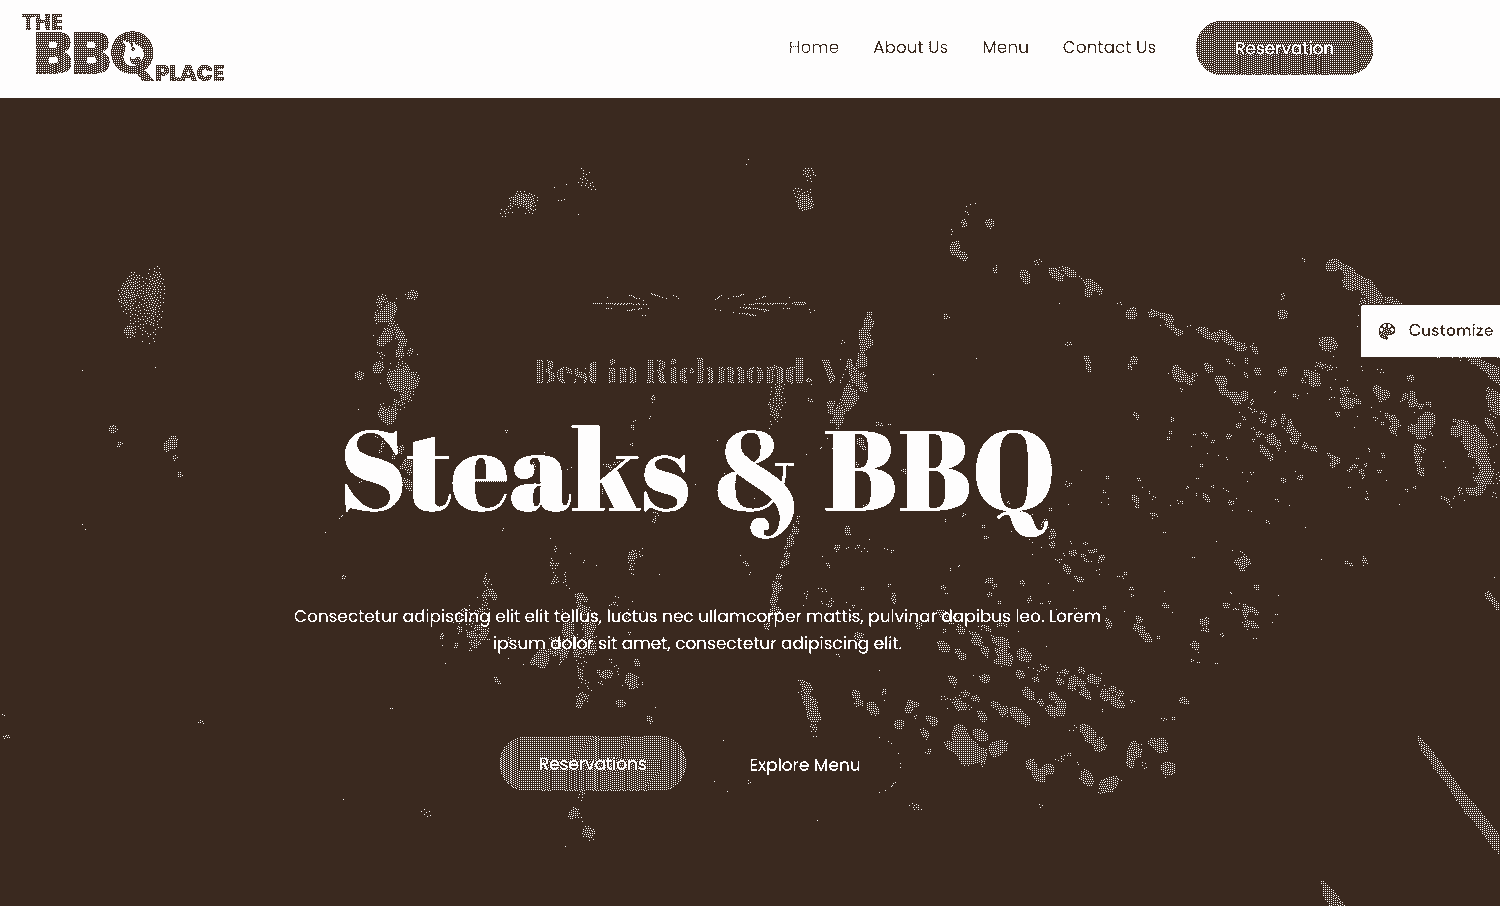 THE
BBQ PLACE
Home About Us Menu Contact Us Reservation
Customize
Best in Richmond, VA
Steaks & BBQ
Consectetur adipiscing elit elit tellus, luctus nec ullamcorper mattis, pulvinar dapibus leo. Lorem
ipsum dolor sit amet, consectetur adipiscing elit.
Reservations Explore Menu